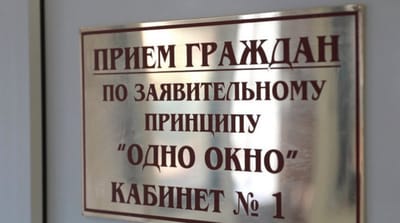 ПРИЕМ ГРАЖДАН
ПО ЗАЯВИТЕЛЬНОМУ
ПРИНЦИПУ
"ОДНО ОКНО"
КАБИНЕТ № 1